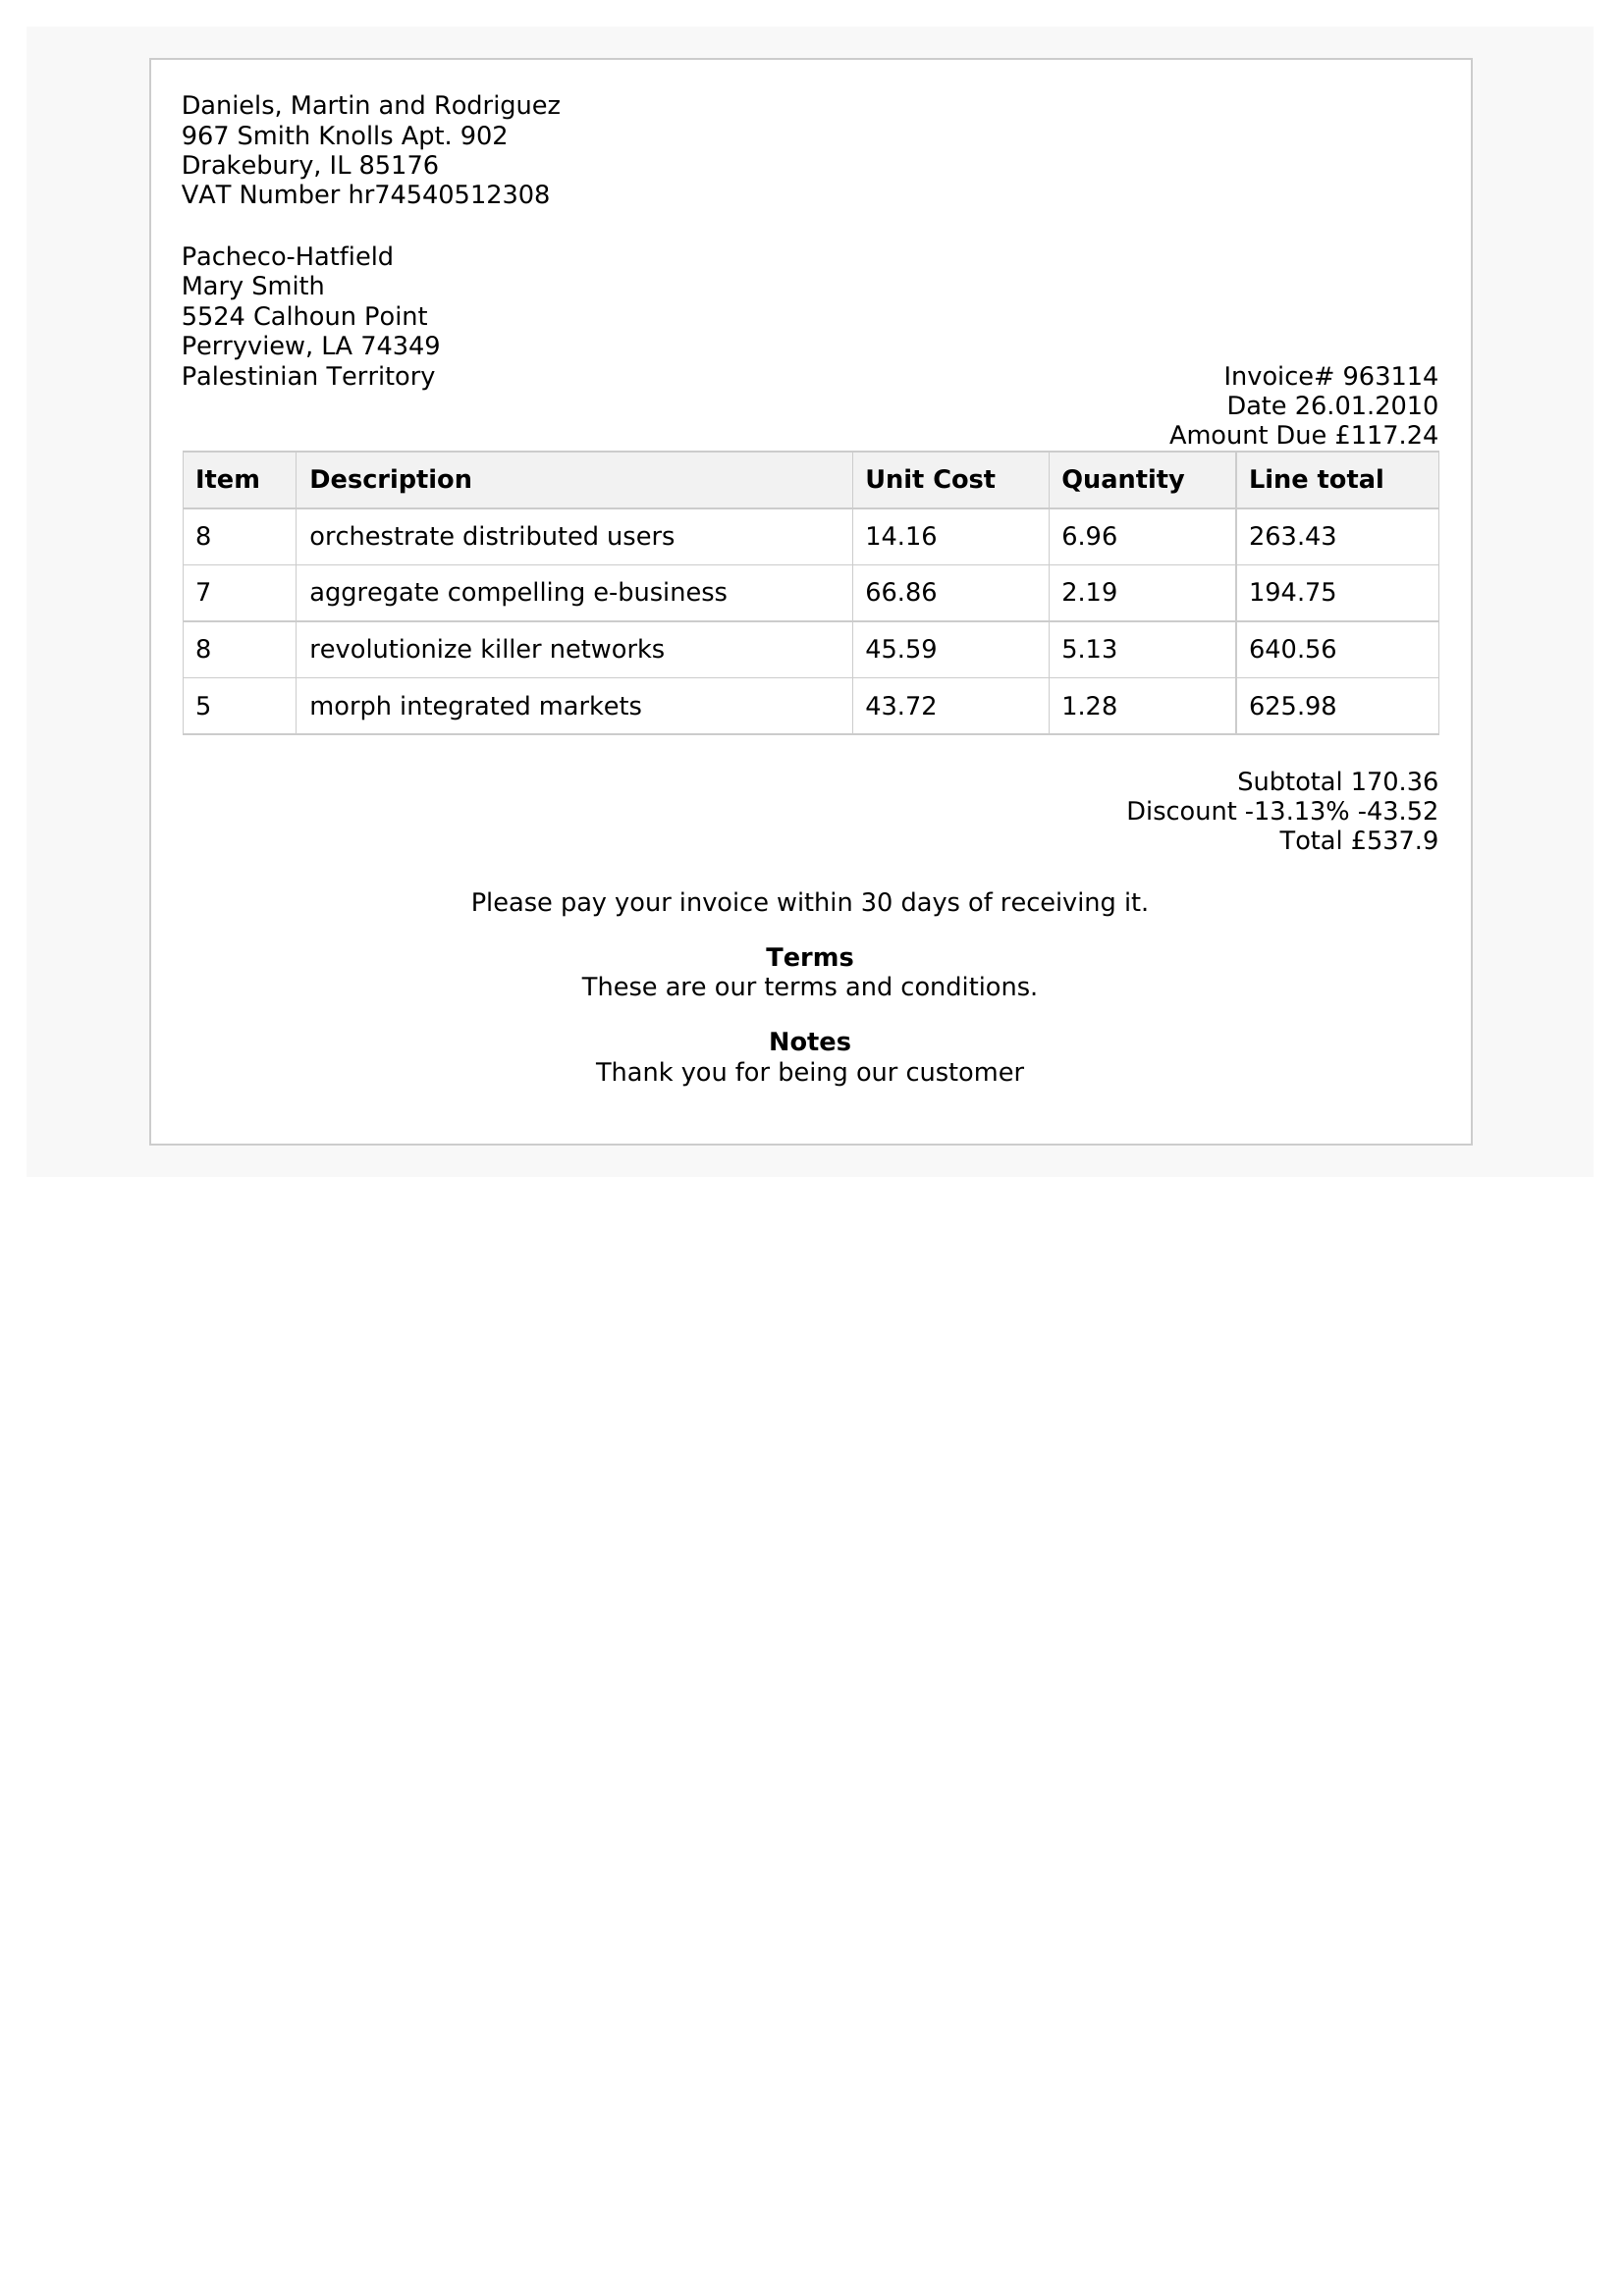 Daniels, Martin and Rodriguez
967 Smith Knolls Apt. 902
Drakebury, IL 85176
VAT Number hr74540512308
Pacheco-Hatfield
Mary Smith
5524 Calhoun Point
Perryview, LA 74349
Palestinian Territory
Invoice# 963114
Date 26.01.2010
Amount Due £117.24
Item Description Unit Cost Quantity Line total
8 orchestrate distributed users 14.16 6.96 263.43
7 aggregate compelling e-business 66.86 2.19 194.75
8 revolutionize killer networks 45.59 5.13 640.56
5 morph integrated markets 43.72 1.28 625.98
Subtotal 170.36
Discount -13.13% -43.52
Total £537.9
Please pay your invoice within 30 days of receiving it.
Terms
These are our terms and conditions.
Notes
Thank you for being our customer